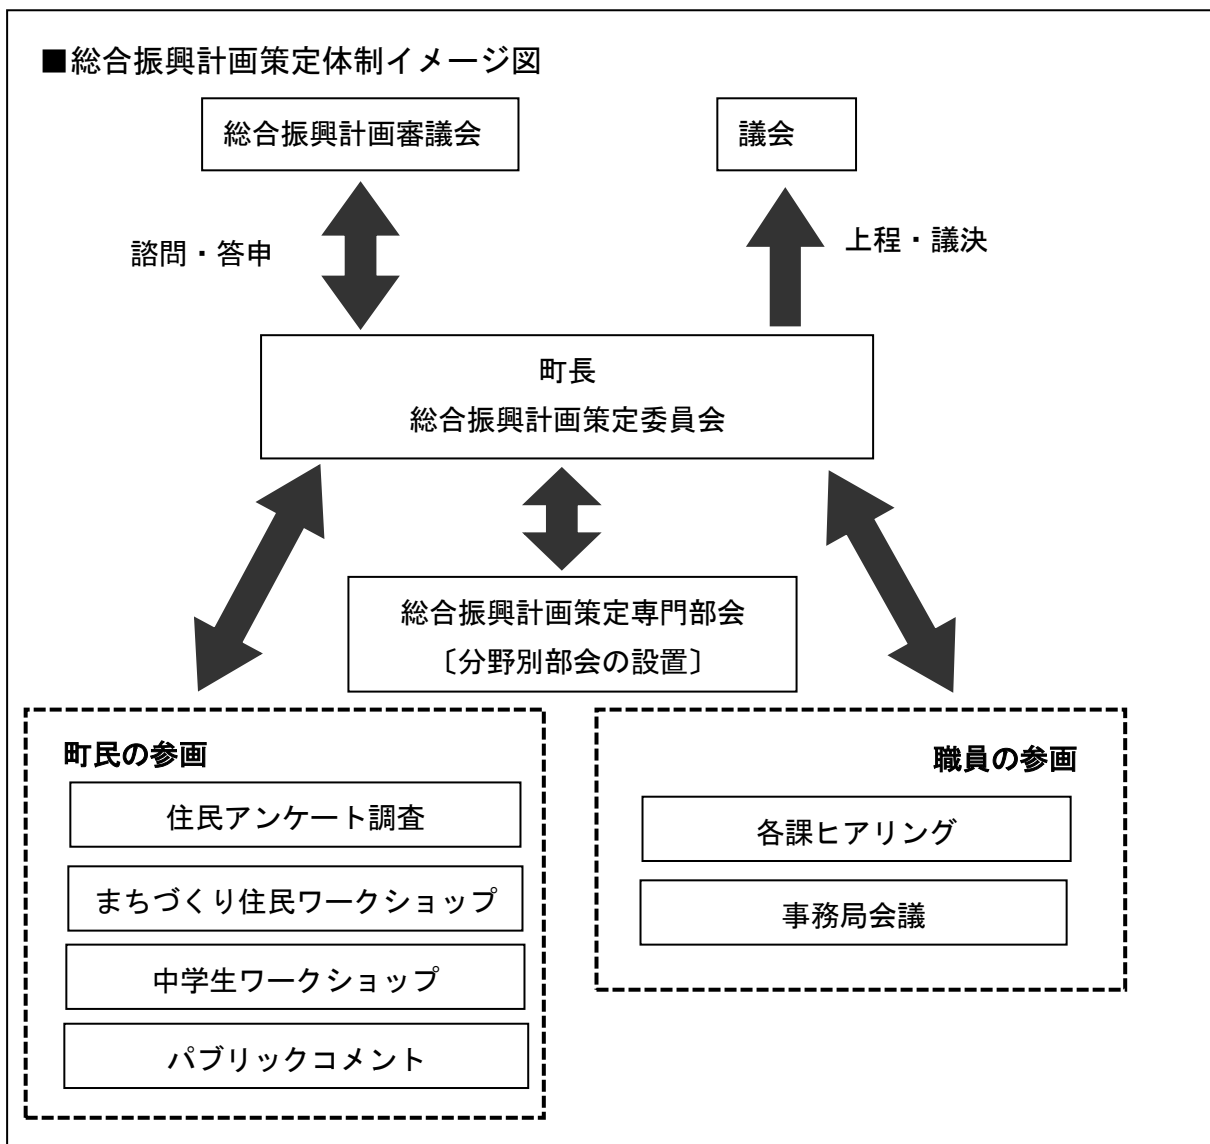 ■総合振興計画策定体制イメージ図
総合振興計画審議会
議会
諮問・答申
上程・議決
町長
総合振興計画策定委員会
総合振興計画策定専門部会
〔分野別部会の設置〕
町民の参画
住民アンケート調査
まちづくり住民ワークショップ
中学生ワークショップ
パブリックコメント
職員の参画
各課ヒアリング
事務局会議